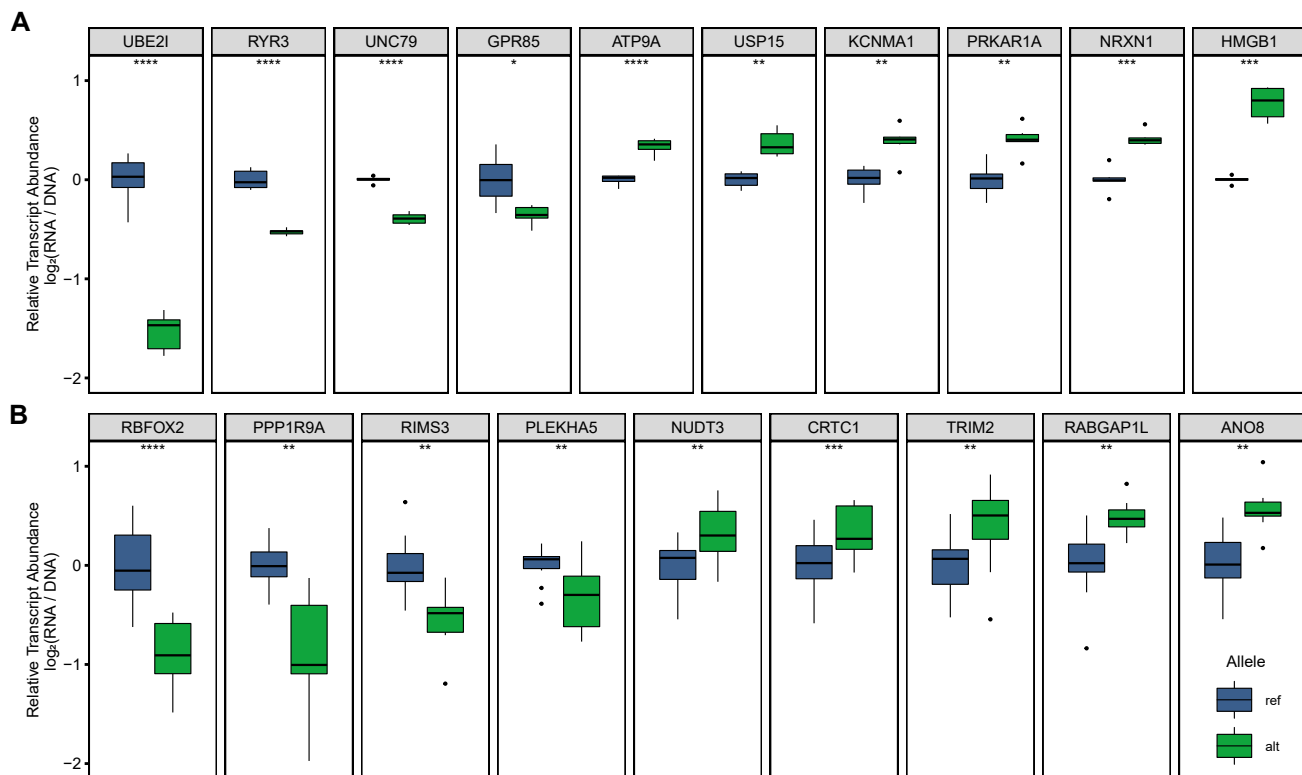 A
UBE2I RYR3 UNC79 GPR85 ATP9A USP15 KCNMA1 PRKAR1A NRXN1 HMGB1
**** **** **** * **** ** ** ** *** ***
Relative Transcript Abundance
log₂(RNA / DNA)
1
0
−1
−2
B
RBFOX2 PPP1R9A RIMS3 PLEKHA5 NUDT3 CRTC1 TRIM2 RABGAP1L ANO8
**** ** ** ** ** *** ** ** **
Relative Transcript Abundance
log₂(RNA / DNA)
1
0
−1
−2
Allele
ref
alt